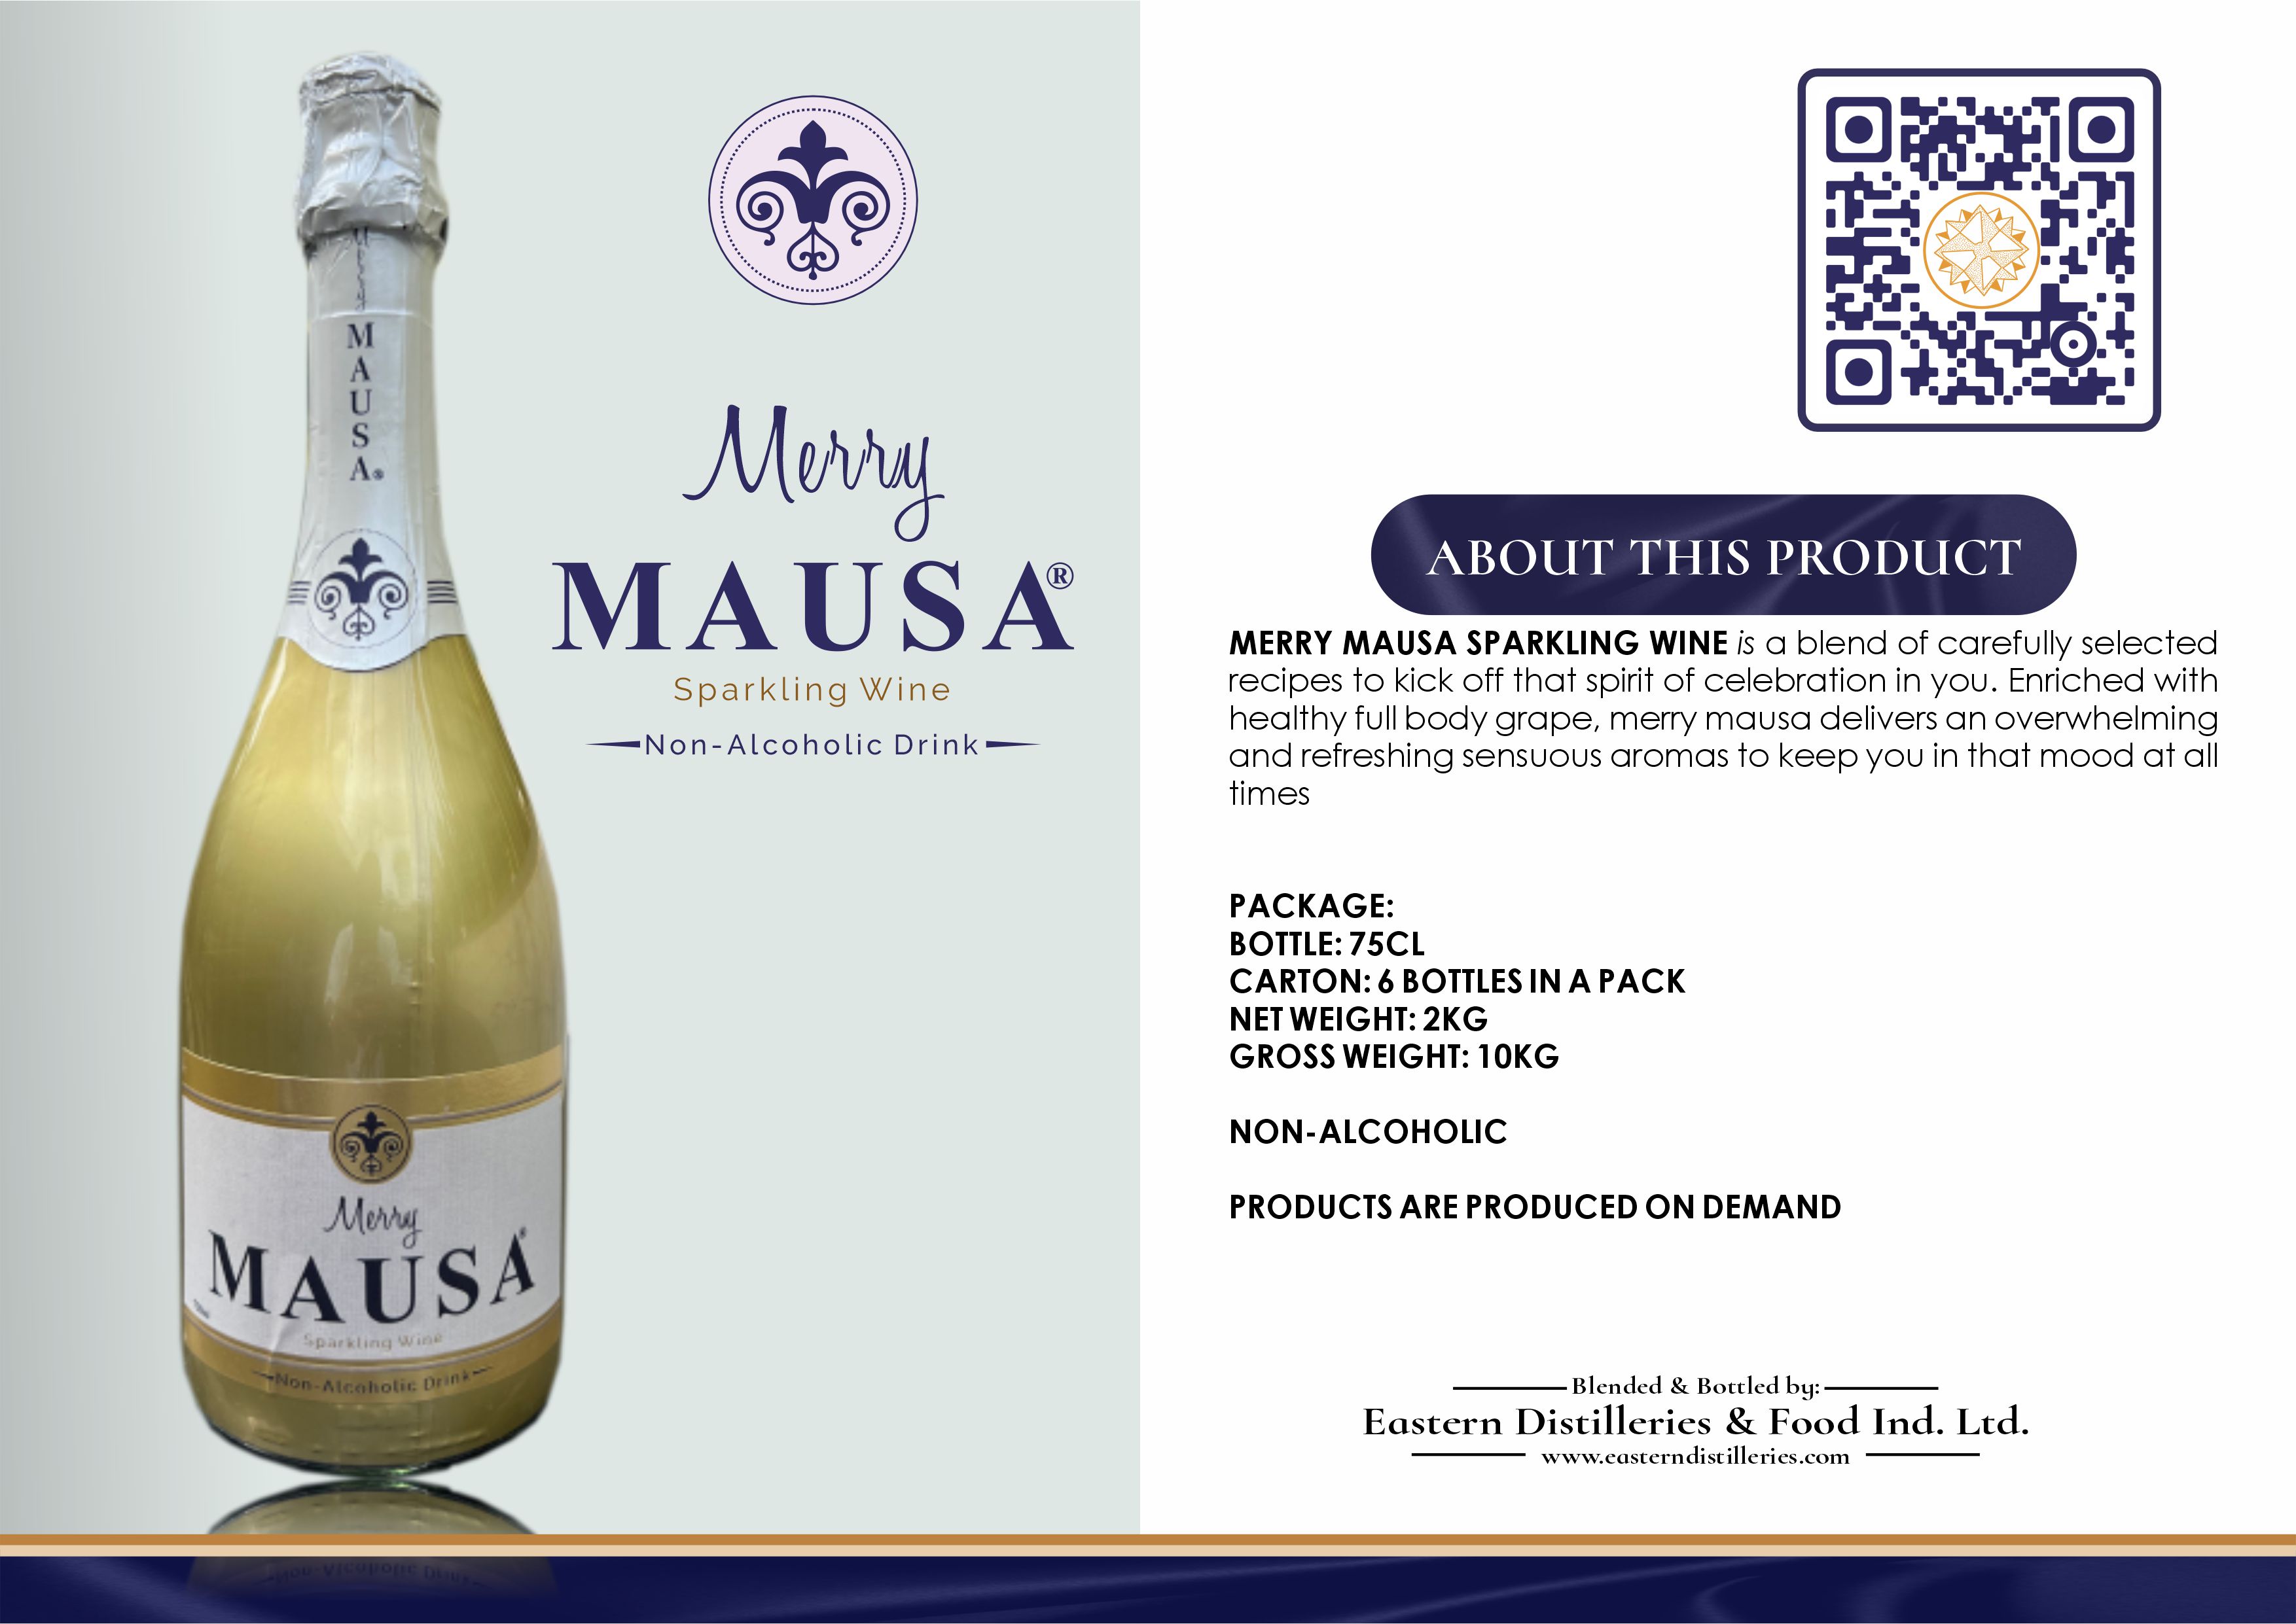 Merry
MAUSA®
Sparkling Wine
Non-Alcoholic Drink
Merry
MAUSA®
Merry
MAUSA®
Sparkling Wine
Non-Alcoholic Drink
ABOUT THIS PRODUCT
MERRY MAUSA SPARKLING WINE is a blend of carefully selected
recipes to kick off that spirit of celebration in you. Enriched with
healthy full body grape, merry mausa delivers an overwhelming
and refreshing sensuous aromas to keep you in that mood at all
times
PACKAGE:
BOTTLE: 75CL
CARTON: 6 BOTTLES IN A PACK
NET WEIGHT: 2KG
GROSS WEIGHT: 10KG
NON-ALCOHOLIC
PRODUCTS ARE PRODUCED ON DEMAND
Blended & Bottled by:
Eastern Distilleries & Food Ind. Ltd.
www.easterndistilleries.com